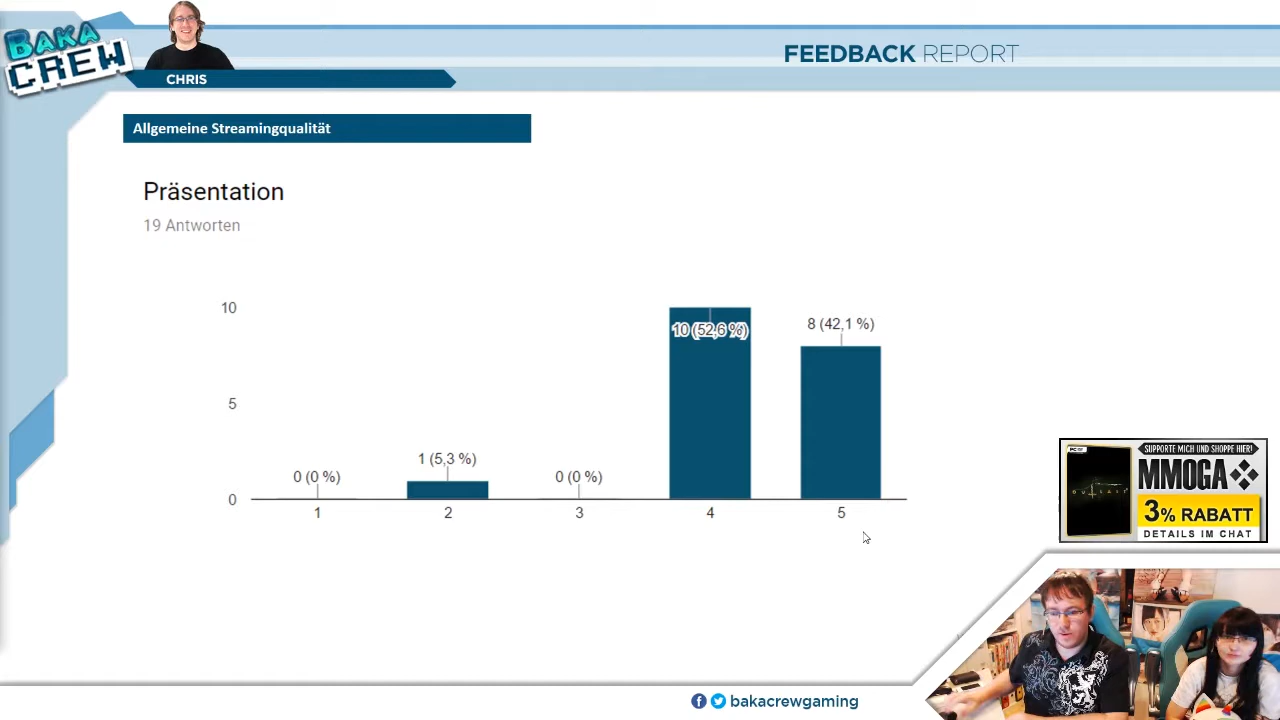 BAKA
CREW
CHRIS
FEEDBACK REPORT
Allgemeine Streamingqualität
Präsentation
19 Antworten
10
5
0
0 (0 %)
1 (5,3 %)
0 (0 %)
10 (52,6 %)
8 (42,1 %)
1
2
3
4
5
PC
OUTLAST
SUPPORTE MICH UND SHOPPE HIER!
MMOGA
3% RABATT
DETAILS IM CHAT
bakacrewgaming